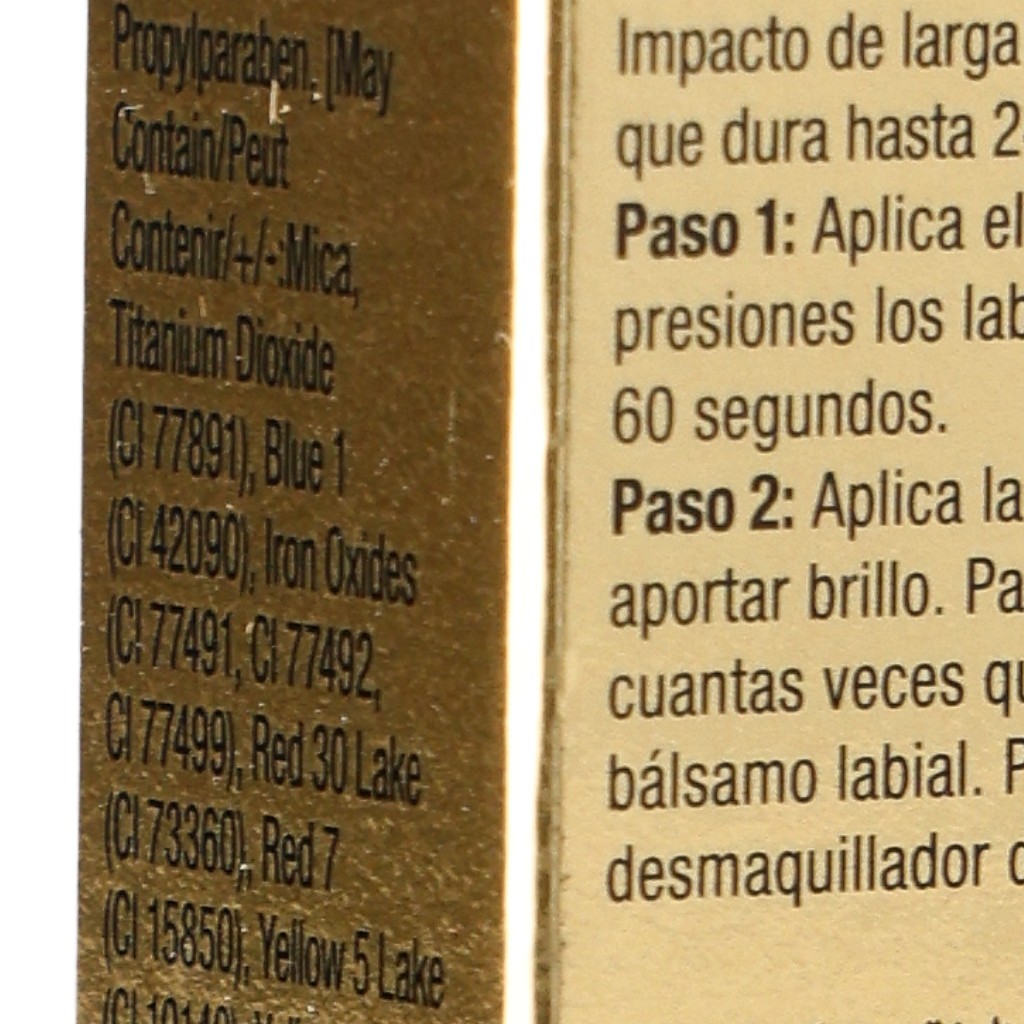 Propylparaben, [May
Contain/Peut
Contenir/+/-:Mica,
Titanium Dioxide
(CI 77891), Blue 1
(CI 42090), Iron Oxides
(CI 77491, CI 77492,
CI 77499), Red 30 Lake
(CI 73360), Red 7
(CI 15850), Yellow 5 Lake
(CI 19140),
Impacto de larga
que dura hasta
Paso 1: Aplica el
presiones los
60 segundos.
Paso 2: Aplica la
aportar brillo.
cuantas veces
bálsamo labial.
desmaquillador